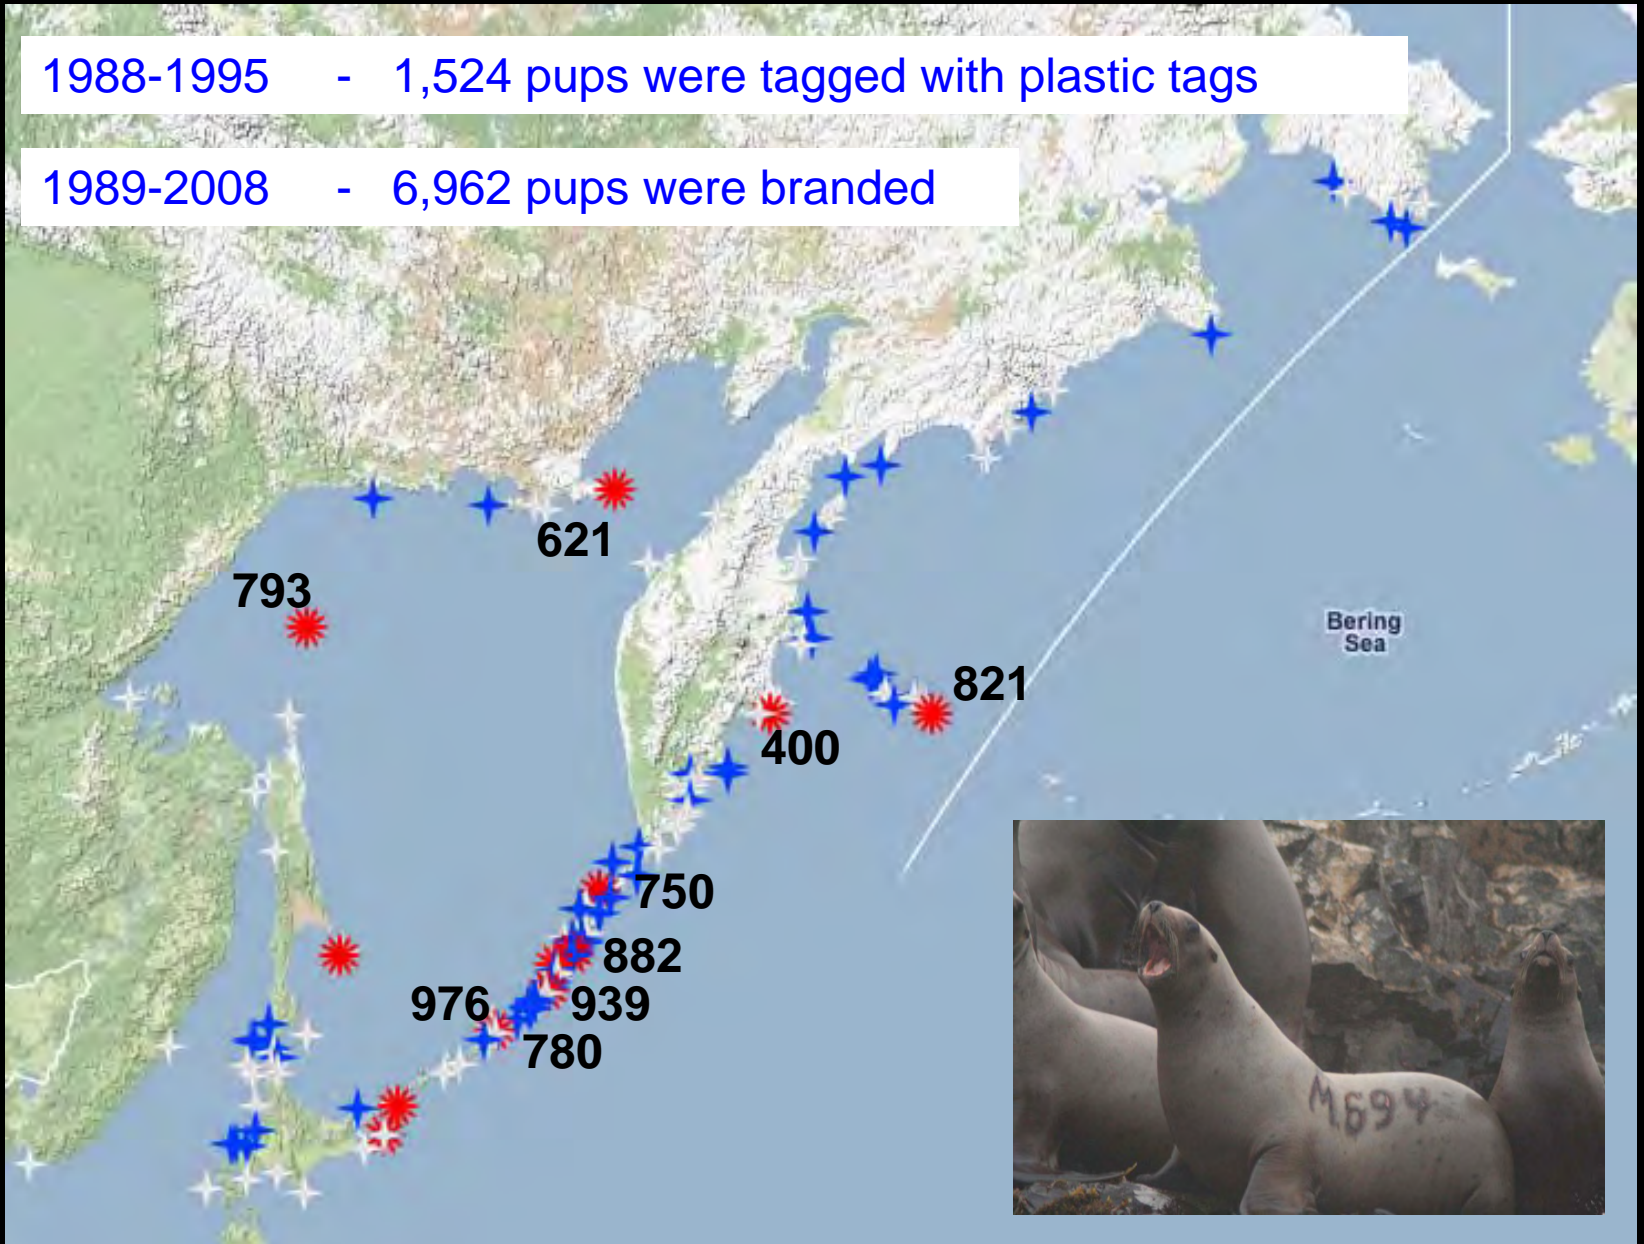 1988-1995 - 1,524 pups were tagged with plastic tags
1989-2008 - 6,962 pups were branded
621
793
Bering
Sea
821
400
750
882
976
939
780
M694